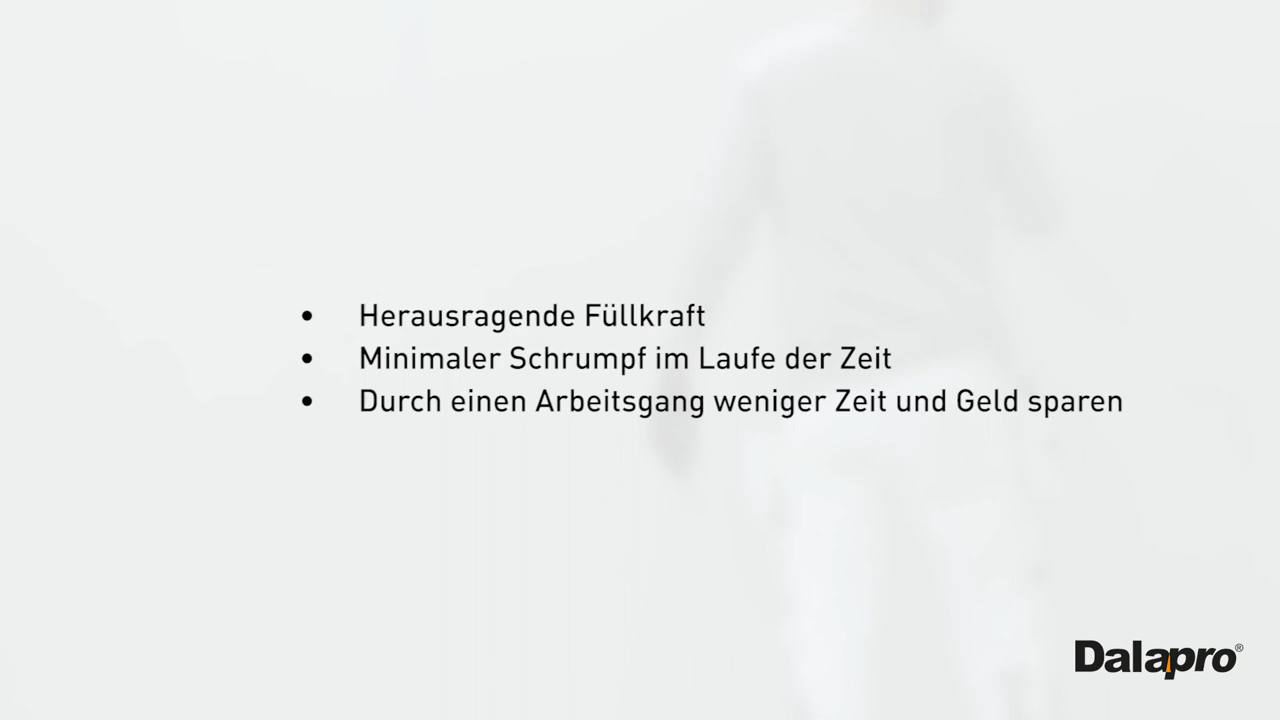 • Herausragende Füllkraft
• Minimaler Schrumpf im Laufe der Zeit
• Durch einen Arbeitsgang weniger Zeit und Geld sparen
Dalapro®